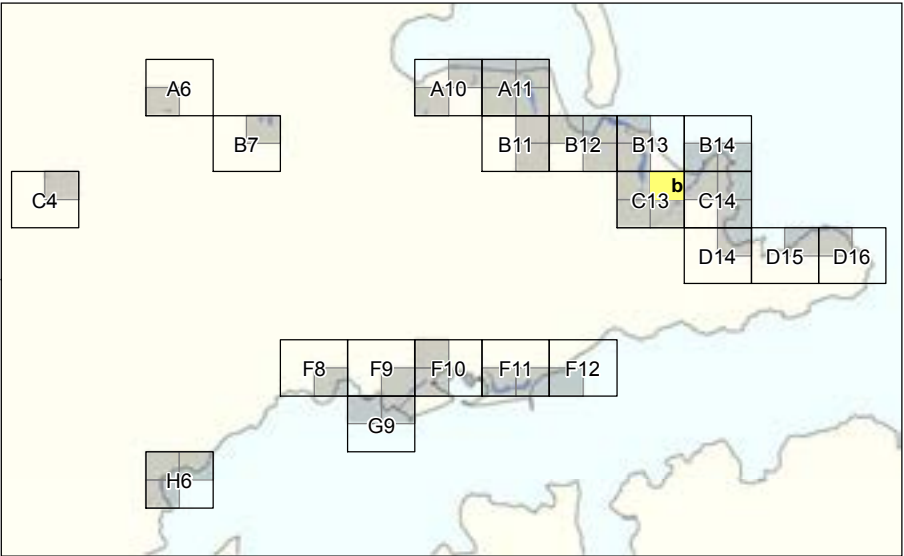 A6 A10 A11
B7 B11 B12 B13 B14
b
C4 C13 C14
D14 D15 D16
F8 F9 F10 F11 F12
G9
H6